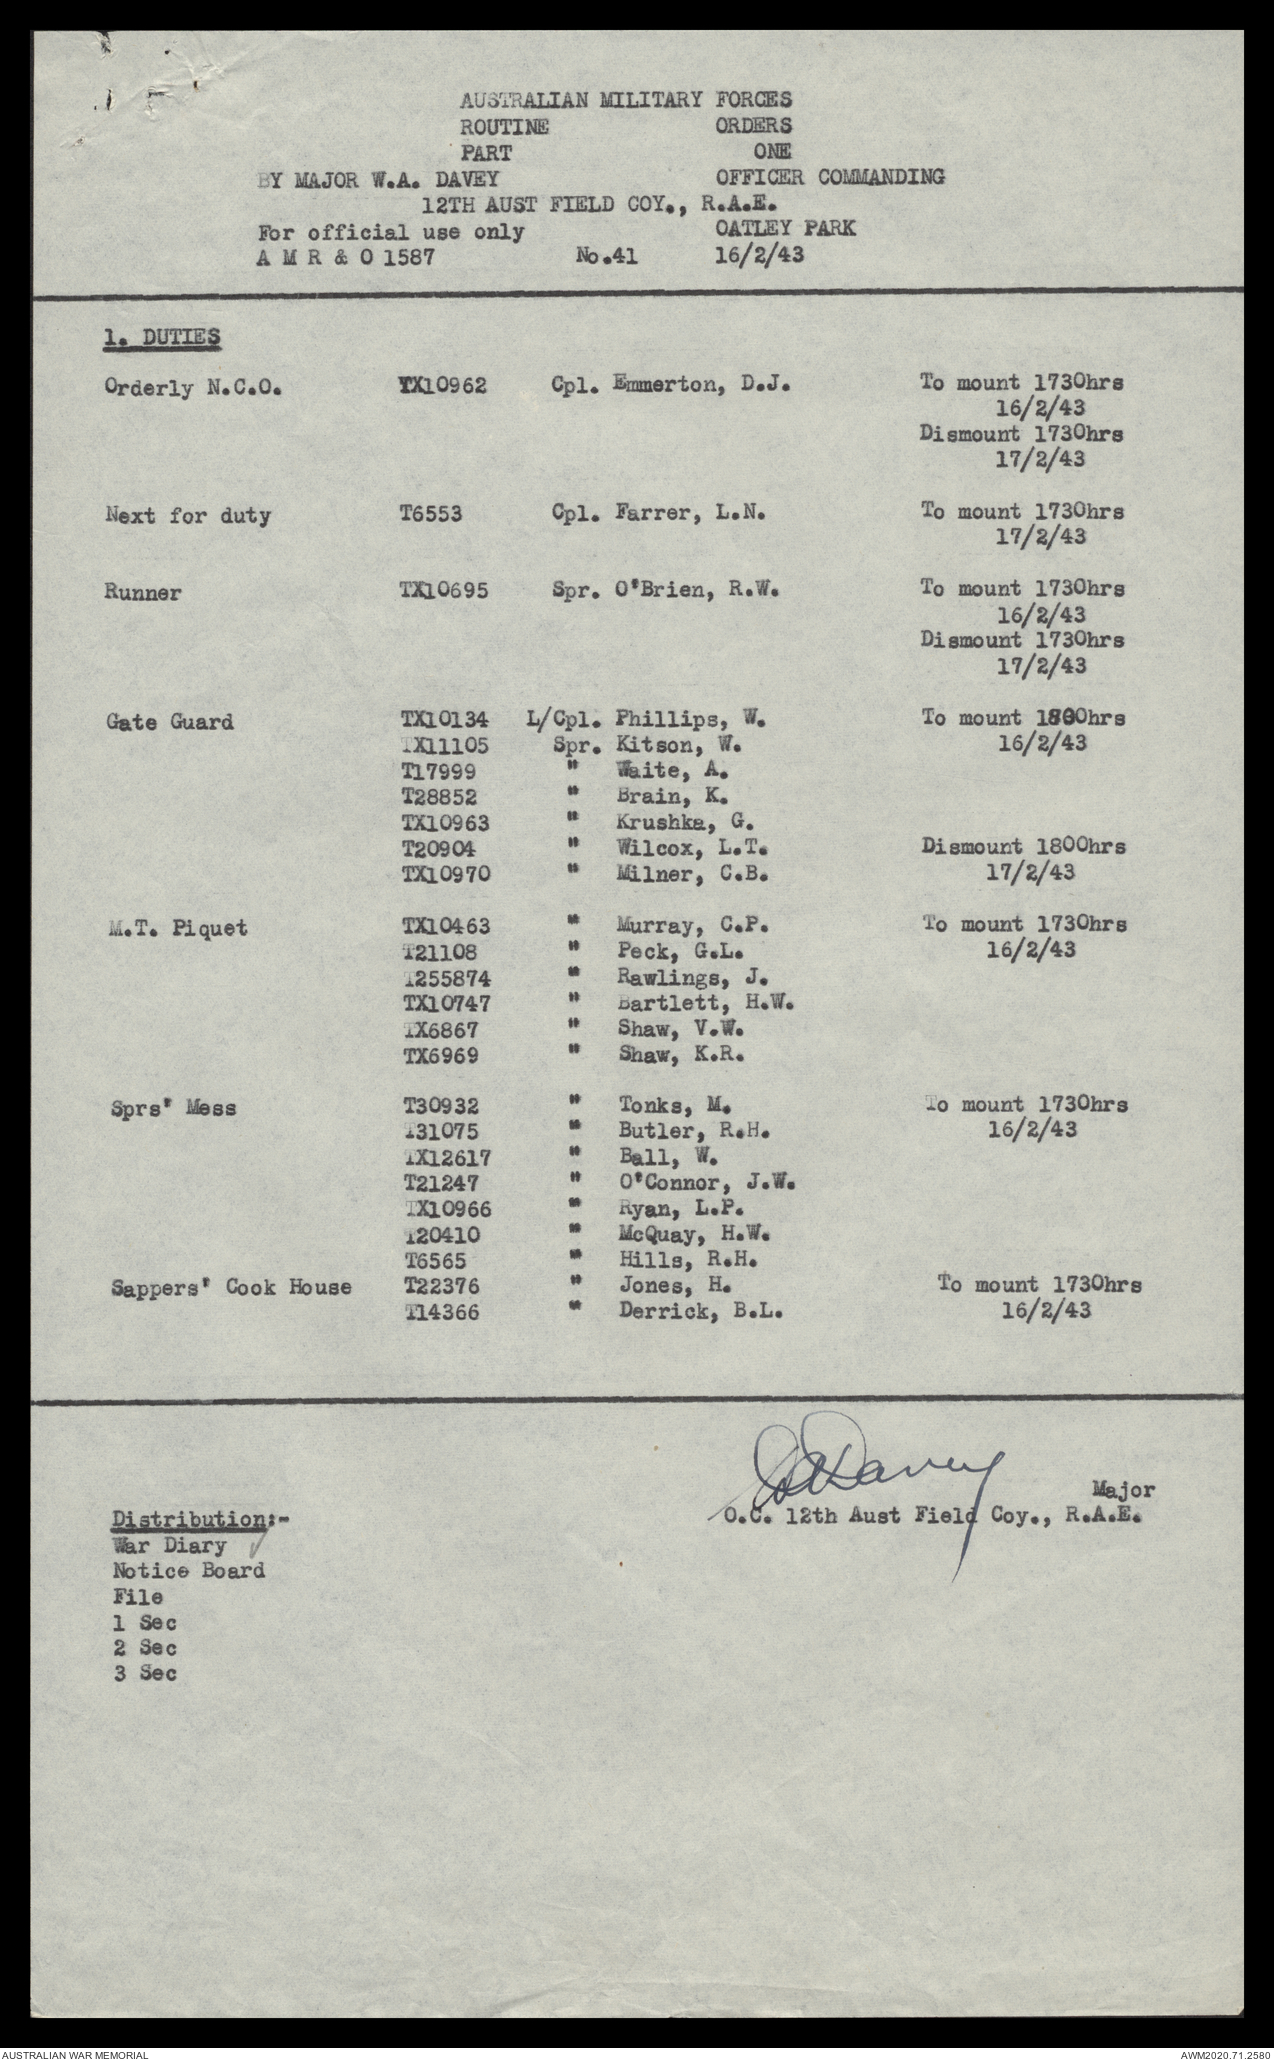 AUSTRALIAN MILITARY FORCES
ROUTINE ORDERS
PART ONE
BY MAJOR W.A. DAVEY OFFICER COMMANDING
12TH AUST FIELD COY., R.A.E.
For official use only OATLEY PARK
A M R & O 1587 No.41 16/2/43
1. DUTIES
Orderly N.C.O. TX10962 Cpl. Emmerton, D.J. To mount 1730hrs
16/2/43
Dismount 1730hrs
17/2/43
Next for duty T6553 Cpl. Farrer, L.N. To mount 1730hrs
17/2/43
Runner TX10695 Spr. O'Brien, R.W. To mount 1730hrs
16/2/43
Dismount 1730hrs
17/2/43
Gate Guard TX10134 L/Cpl. Phillips, W. To mount 1800hrs
TX11105 Spr. Kitson, W. 16/2/43
T17999 " Waite, A.
T28852 " Brain, K.
TX10963 " Krushka, G.
T20904 " Wilcox, L.T. Dismount 1800hrs
TX10970 " Milner, C.B. 17/2/43
M.T. Piquet TX10463 " Murray, C.P. To mount 1730hrs
T21108 " Peck, G.L. 16/2/43
T255874 " Rawlings, J.
TX10747 " Bartlett, H.W.
TX6867 " Shaw, V.W.
TX6969 " Shaw, K.R.
Sprs' Mess T30932 " Tonks, M. To mount 1730hrs
T31075 " Butler, R.H. 16/2/43
TX12617 " Ball, W.
T21247 " O'Connor, J.W.
TX10966 " Ryan, L.P.
T20410 " McQuay, H.W.
T6565 " Hills, R.H.
Sappers' Cook House T22376 " Jones, H. To mount 1730hrs
T14366 " Derrick, B.L. 16/2/43
WADavey
Major
O.C. 12th Aust Field Coy., R.A.E.
Distribution:-
War Diary ✓
Notice Board
File
1 Sec
2 Sec
3 Sec
AUSTRALIAN WAR MEMORIAL AWM2020.71.2580